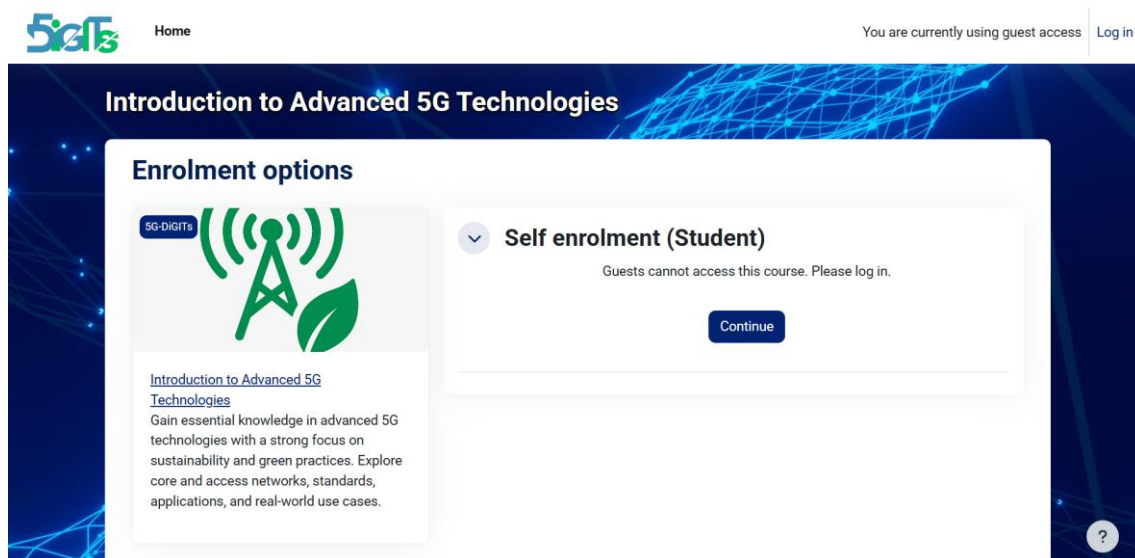 5iGITs
Home
You are currently using guest access
Log in
Introduction to Advanced 5G Technologies
Enrolment options
5G-DiGITs
Self enrolment (Student)
Guests cannot access this course. Please log in.
Continue
Introduction to Advanced 5G
Technologies
Gain essential knowledge in advanced 5G
technologies with a strong focus on
sustainability and green practices. Explore
core and access networks, standards,
applications, and real-world use cases.
?